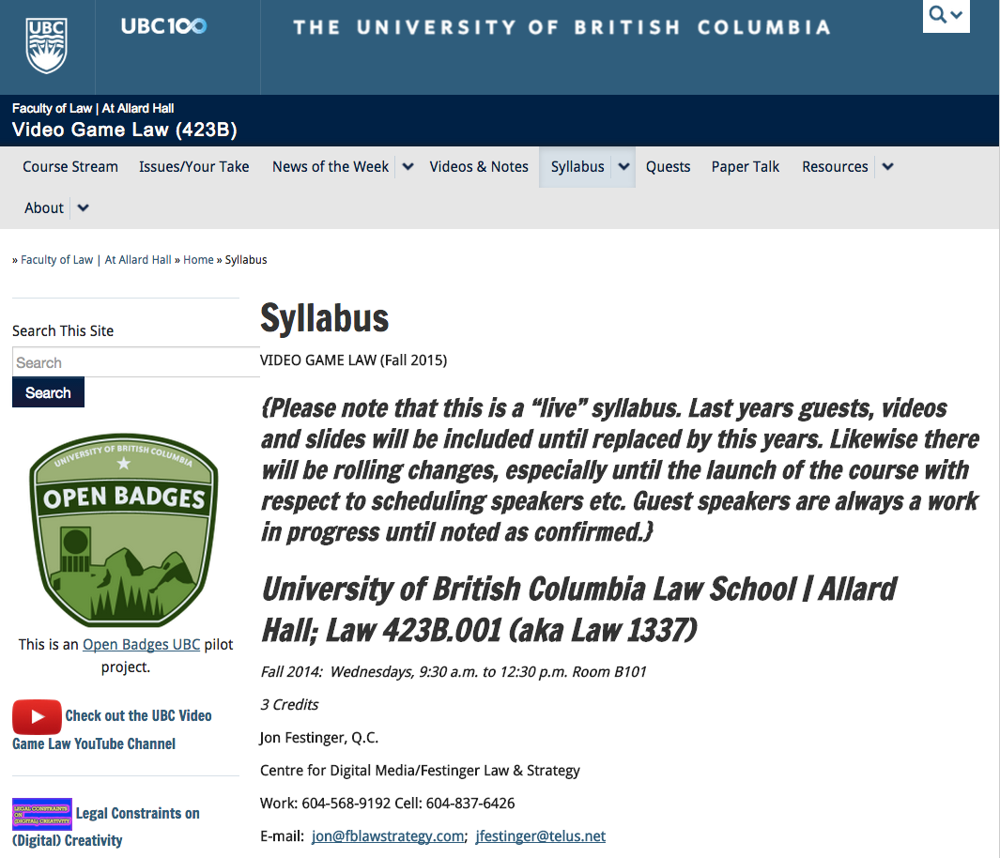 UBC
UBC100
THE UNIVERSITY OF BRITISH COLUMBIA
Faculty of Law | At Allard Hall
Video Game Law (423B)
Course Stream Issues/Your Take News of the Week Videos & Notes Syllabus Quests Paper Talk Resources
About
» Faculty of Law | At Allard Hall » Home » Syllabus
Search This Site
Search
Search
UNIVERSITY OF BRITISH COLUMBIA
OPEN BADGES
This is an Open Badges UBC pilot
project.
Check out the UBC Video
Game Law YouTube Channel
LEGAL CONSTRAINTS
ON
(DIGITAL) CREATIVITY
Legal Constraints on
(Digital) Creativity
Syllabus
VIDEO GAME LAW (Fall 2015)
{Please note that this is a “live” syllabus. Last years guests, videos
and slides will be included until replaced by this years. Likewise there
will be rolling changes, especially until the launch of the course with
respect to scheduling speakers etc. Guest speakers are always a work
in progress until noted as confirmed.}
University of British Columbia Law School | Allard
Hall; Law 423B.001 (aka Law 1337)
Fall 2014:  Wednesdays, 9:30 a.m. to 12:30 p.m. Room B101
3 Credits
Jon Festinger, Q.C.
Centre for Digital Media/Festinger Law & Strategy
Work: 604-568-9192 Cell: 604-837-6426
E-mail:  jon@fblawstrategy.com;  jfestinger@telus.net